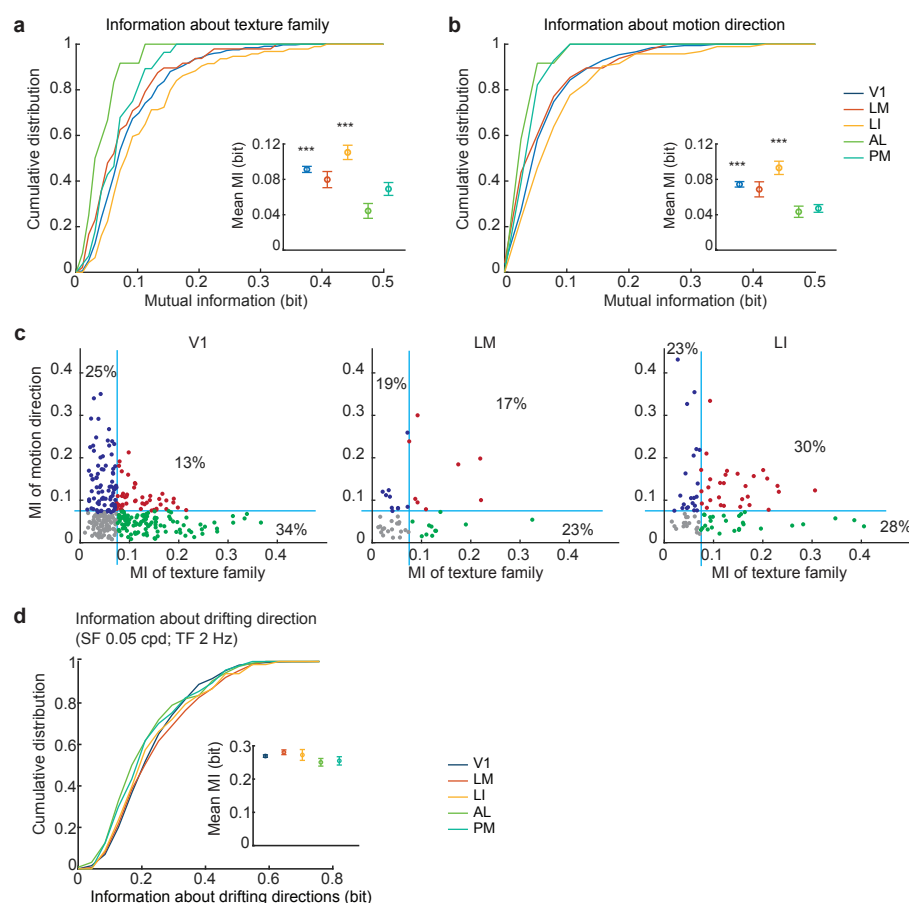 a
Information about texture family
Cumulative distribution
1
0.8
0.6
0.4
0.2
0
0
0.1
0.2
0.3
0.4
0.5
Mutual information (bit)
Mean MI (bit)
0.12
0.08
0.04
0
***
***
b
Information about motion direction
Cumulative distribution
1
0.8
0.6
0.4
0.2
0
0
0.1
0.2
0.3
0.4
0.5
Mutual information (bit)
Mean MI (bit)
0.12
0.08
0.04
0
***
***
V1
LM
LI
AL
PM
c
V1
MI of motion direction
0.4
0.3
0.2
0.1
0
0
0.1
0.2
0.3
0.4
0.5
MI of texture family
25%
13%
34%
LM
0.4
0.3
0.2
0.1
0
0
0.1
0.2
0.3
0.4
0.5
MI of texture family
19%
17%
23%
LI
0.4
0.3
0.2
0.1
0
0
0.1
0.2
0.3
0.4
0.5
MI of texture family
23%
30%
28%
d
Information about drifting direction
(SF 0.05 cpd; TF 2 Hz)
Cumulative distribution
1
0.8
0.6
0.4
0.2
0
0
0.2
0.4
0.6
0.8
Information about drifting directions (bit)
Mean MI (bit)
0.3
0.2
0.1
0
V1
LM
LI
AL
PM